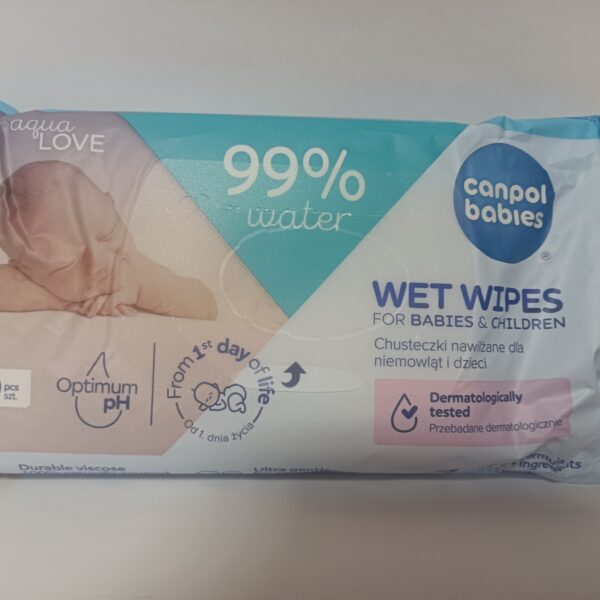 aqua
LOVE
99%
water
canpol
babies
®
WET WIPES
FOR BABIES & CHILDREN
Chusteczki nawilżane dla
niemowląt i dzieci
pcs
szt.
Optimum
pH
From 1st day of life
Od 1. dnia życia
Dermatologically
tested
Przebadane dermatologicznie
Durable viscose
Ultra